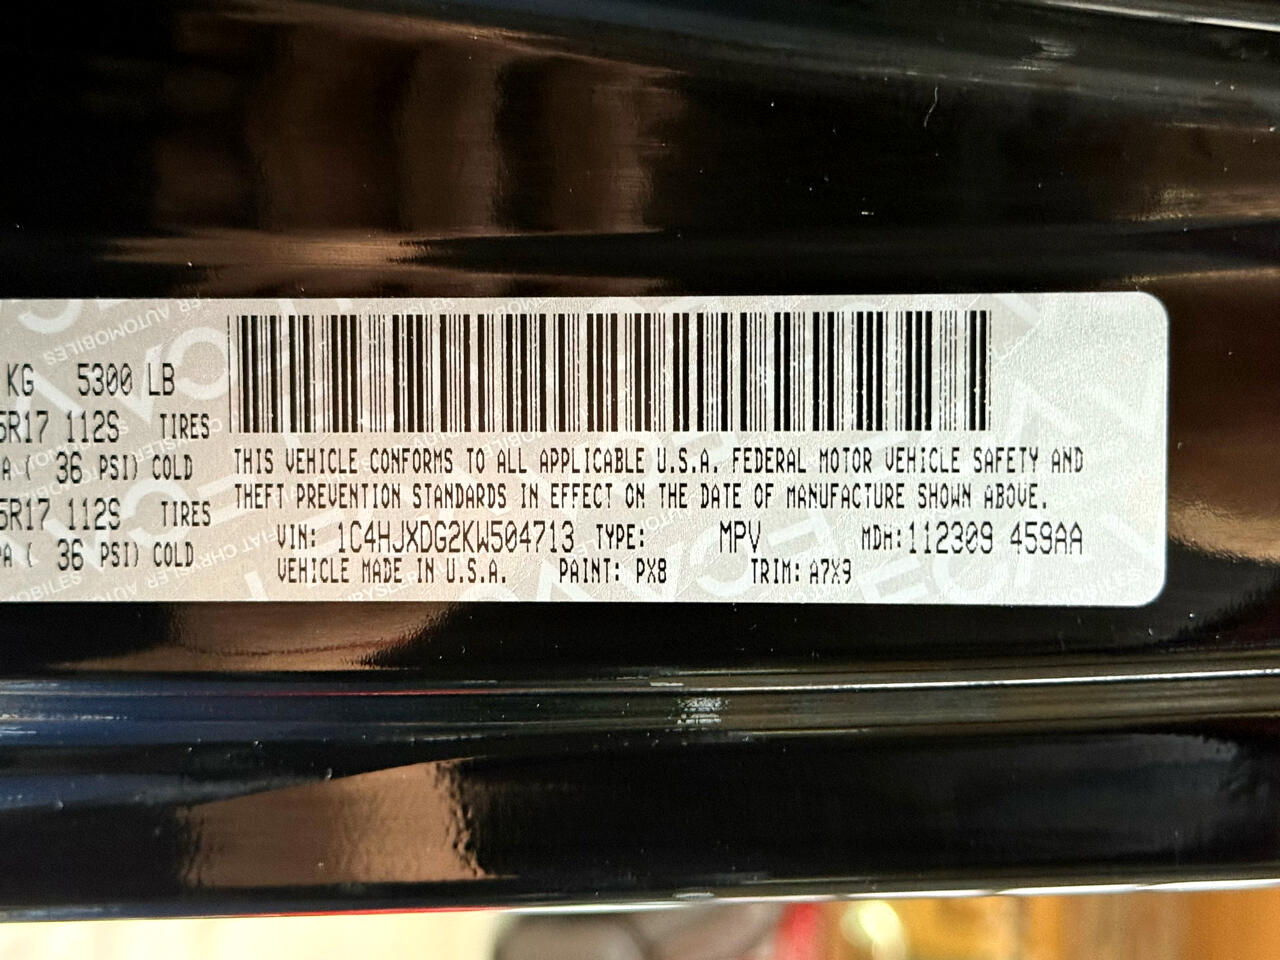 KG 5300 LB
5R17 112S TIRES
A ( 36 PSI) COLD
5R17 112S TIRES
PA ( 36 PSI) COLD
THIS VEHICLE CONFORMS TO ALL APPLICABLE U.S.A. FEDERAL MOTOR VEHICLE SAFETY AND
THEFT PREVENTION STANDARDS IN EFFECT ON THE DATE OF MANUFACTURE SHOWN ABOVE.
VIN: 1C4HJXDG2KW504713 TYPE: MPV MDH:112309 459AA
VEHICLE MADE IN U.S.A. PAINT: PX8 TRIM: A7X9